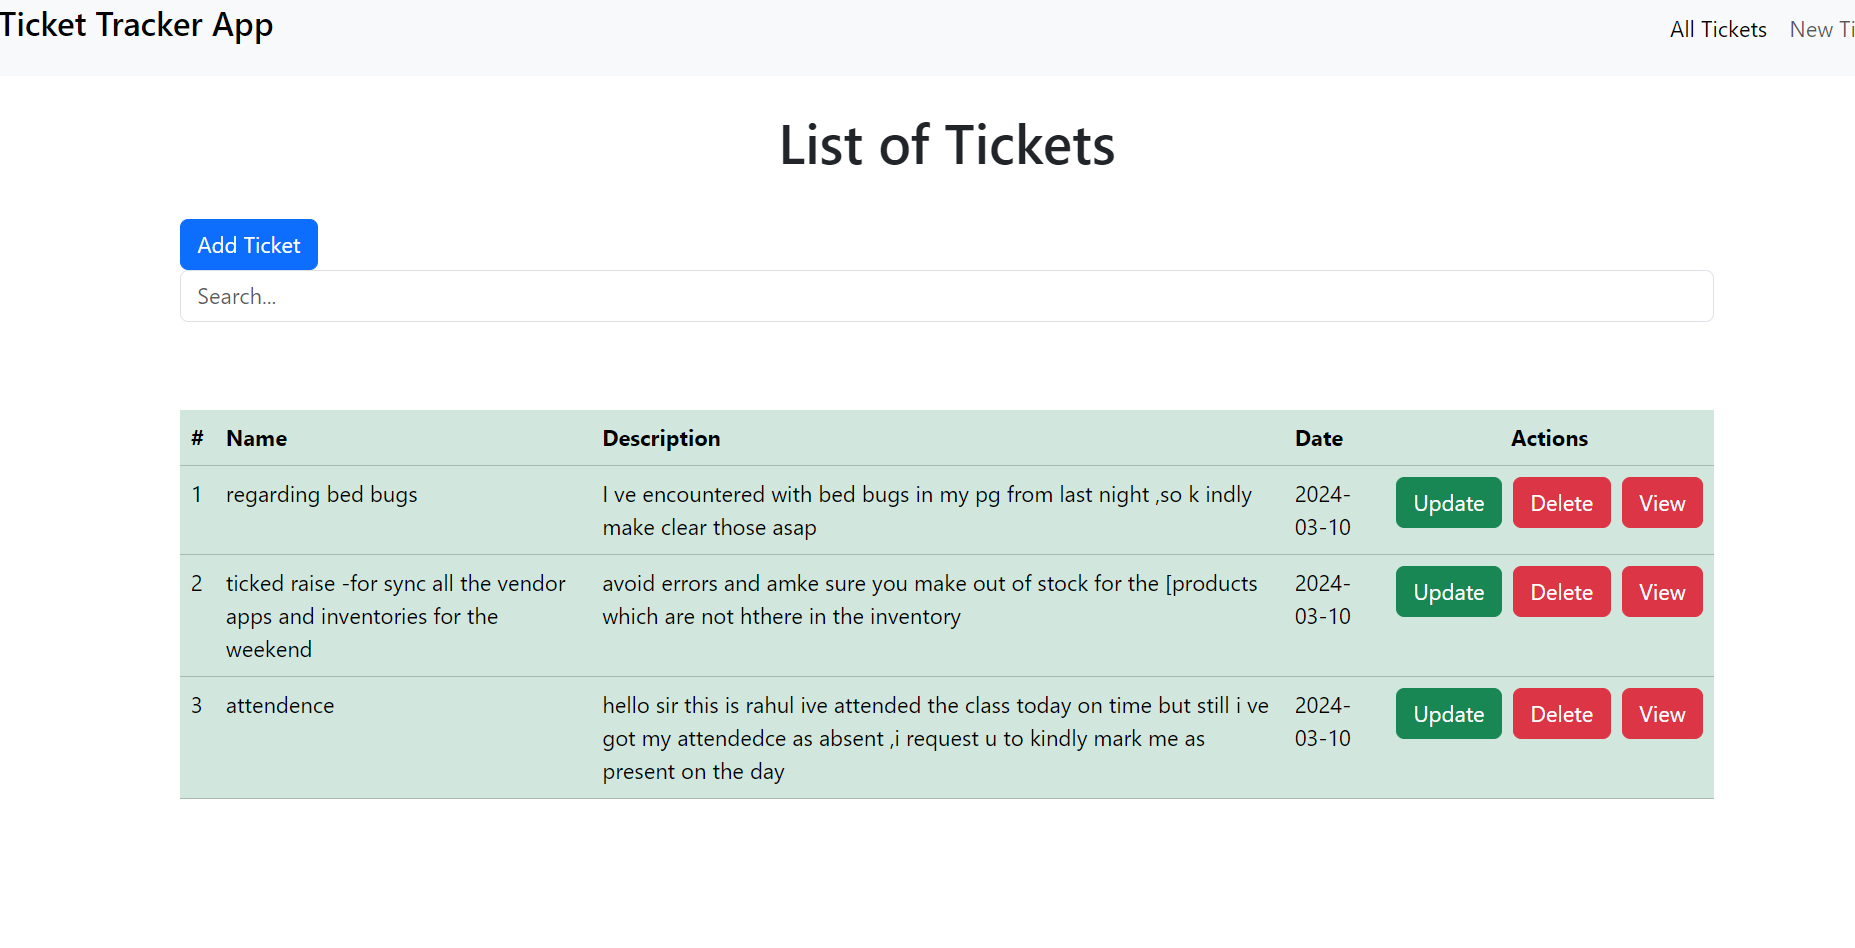 Ticket Tracker App
All Tickets New Ti
List of Tickets
Add Ticket
Search...
# Name Description Date Actions
1 regarding bed bugs I ve encountered with bed bugs in my pg from last night ,so k indly 2024- Update Delete View
make clear those asap 03-10
2 ticked raise -for sync all the vendor avoid errors and amke sure you make out of stock for the [products 2024- Update Delete View
apps and inventories for the which are not hthere in the inventory 03-10
weekend
3 attendence hello sir this is rahul ive attended the class today on time but still i ve 2024- Update Delete View
got my attendedce as absent ,i request u to kindly mark me as 03-10
present on the day